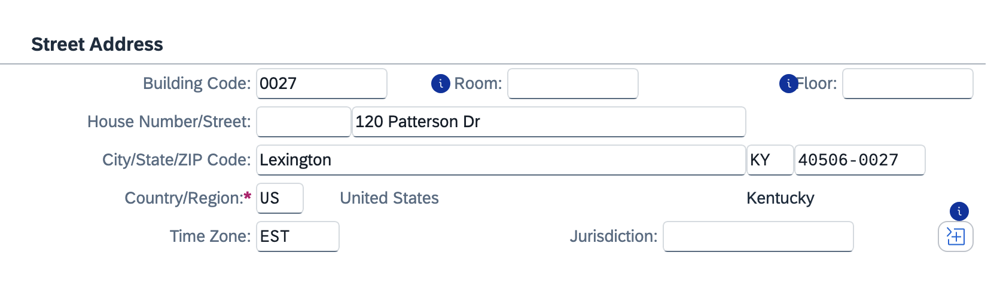 Street Address
Building Code: 0027 i Room: i Floor:
House Number/Street: 120 Patterson Dr
City/State/ZIP Code: Lexington KY 40506-0027
Country/Region:* US United States Kentucky
i
Time Zone: EST Jurisdiction: